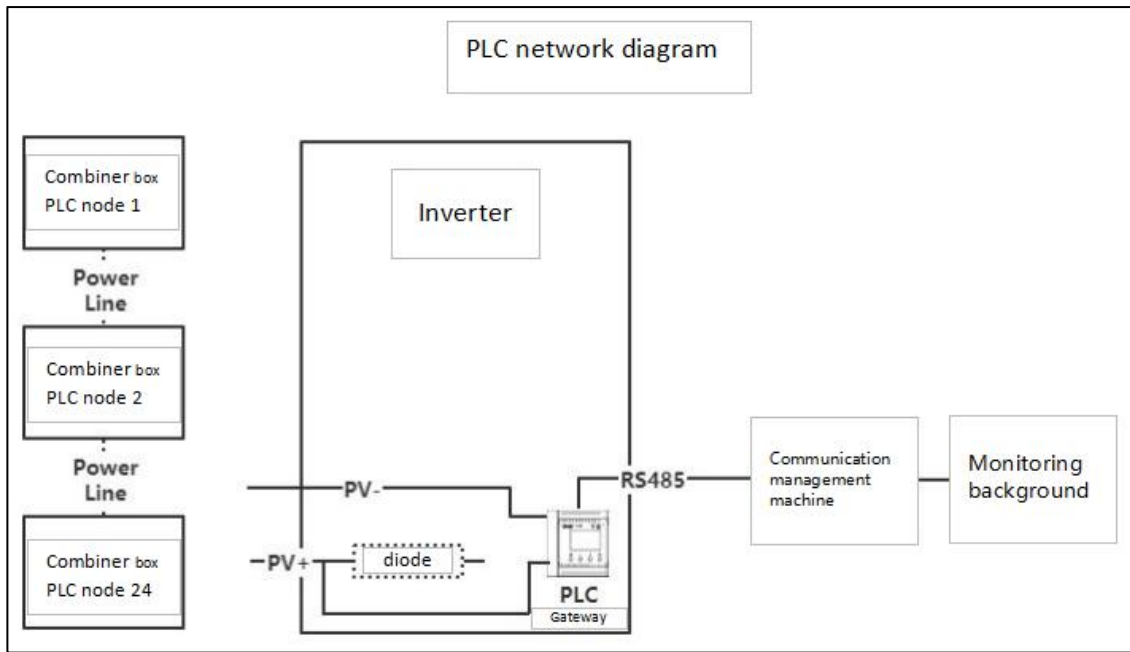 PLC network diagram
Combiner box
PLC node 1
Power
Line
Combiner box
PLC node 2
Power
Line
Combiner box
PLC node 24
Inverter
PV-
PV+
diode
PLC
Gateway
RS485
Communication
management
machine
Monitoring
background